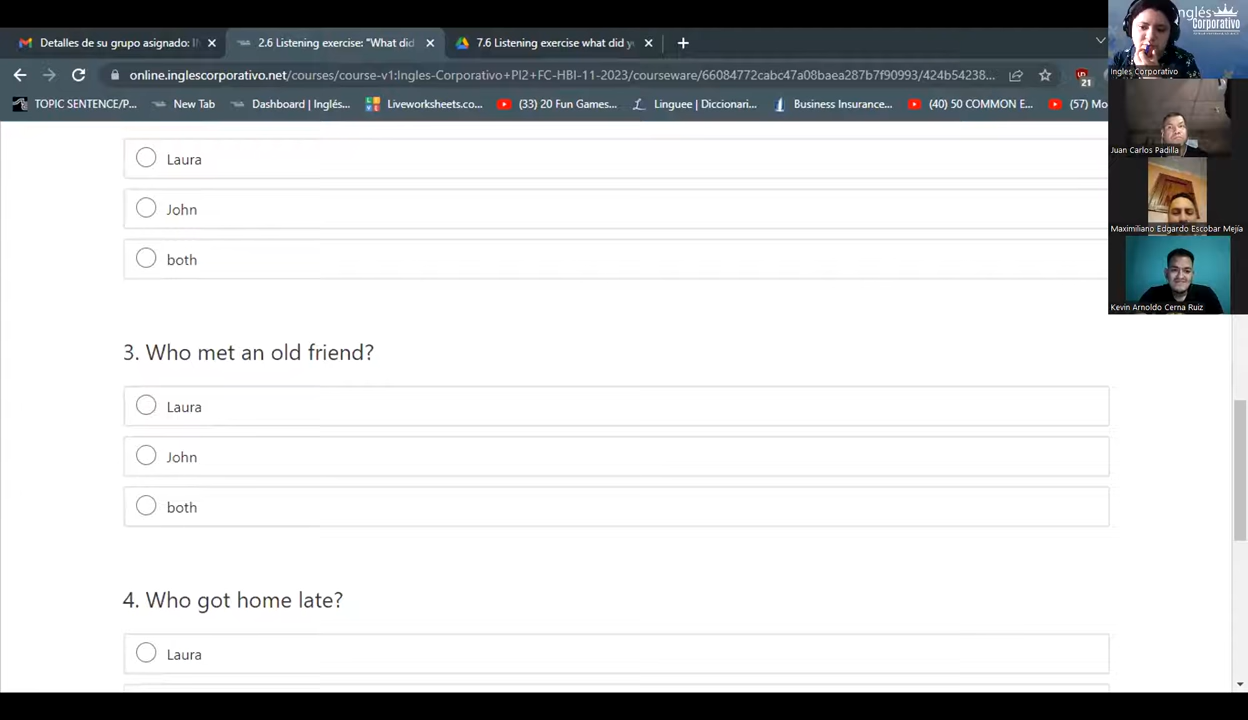 Detalles de su grupo asignado: I
2.6 Listening exercise: "What did
7.6 Listening exercise what did y
online.inglescorporativo.net/courses/course-v1:Ingles-Corporativo+PI2+FC-HBI-11-2023/courseware/66084772cabc47a08baea287b7f90993/424b54238...
21
TOPIC SENTENCE/P...
New Tab
Dashboard | Inglés...
Liveworksheets.co...
(33) 20 Fun Games...
Linguee | Diccionari...
Business Insurance...
(40) 50 COMMON E...
(57) Mo
Inglés
Corporativo
Ingles Corporativo
Juan Carlos Padilla
Maximiliano Edgardo Escobar Mejía
Kevin Arnoldo Cerna Ruiz
Laura
John
both
3. Who met an old friend?
Laura
John
both
4. Who got home late?
Laura